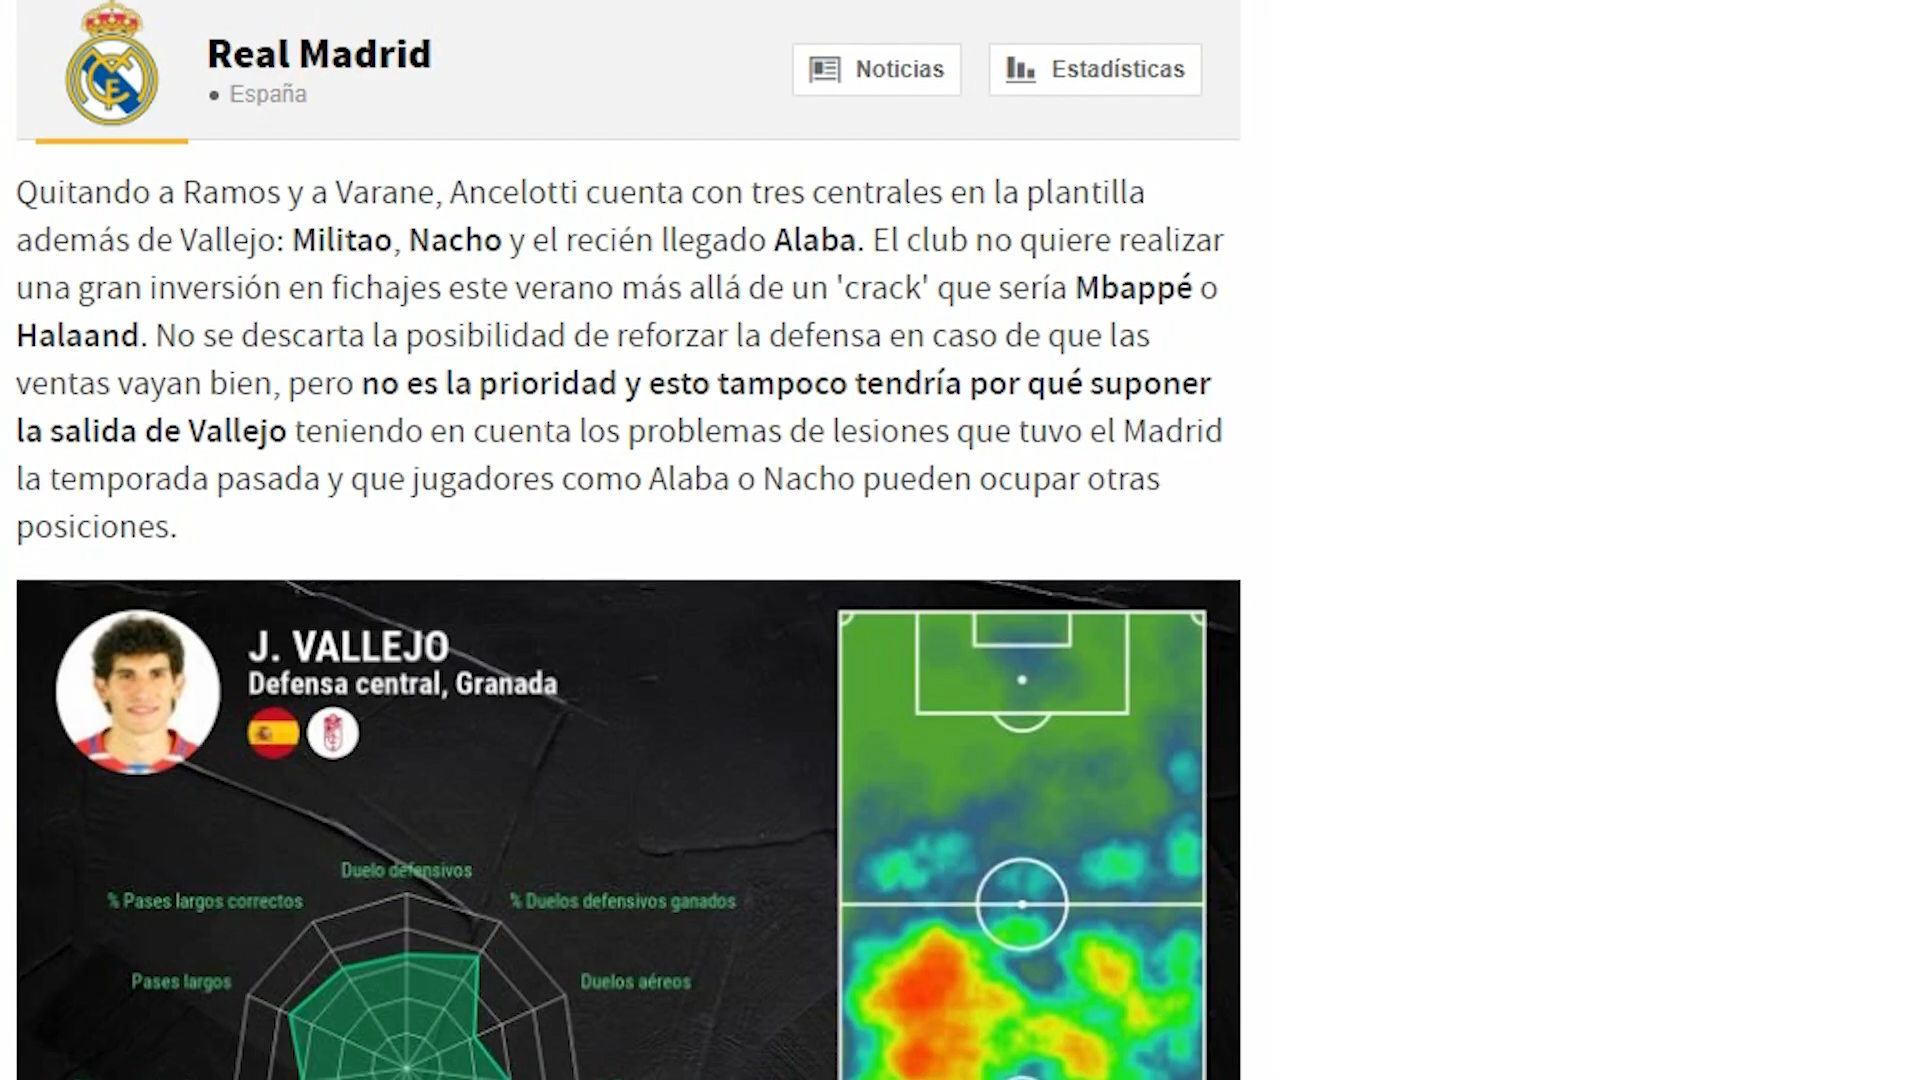 Real Madrid
• España
Noticias
Estadísticas
Quitando a Ramos y a Varane, Ancelotti cuenta con tres centrales en la plantilla
además de Vallejo: Militao, Nacho y el recién llegado Alaba. El club no quiere realizar
una gran inversión en fichajes este verano más allá de un 'crack' que sería Mbappé o
Halaand. No se descarta la posibilidad de reforzar la defensa en caso de que las
ventas vayan bien, pero no es la prioridad y esto tampoco tendría por qué suponer
la salida de Vallejo teniendo en cuenta los problemas de lesiones que tuvo el Madrid
la temporada pasada y que jugadores como Alaba o Nacho pueden ocupar otras
posiciones.
J. VALLEJO
Defensa central, Granada
Duelo defensivos
% Pases largos correctos
% Duelos defensivos ganados
Pases largos
Duelos aéreos